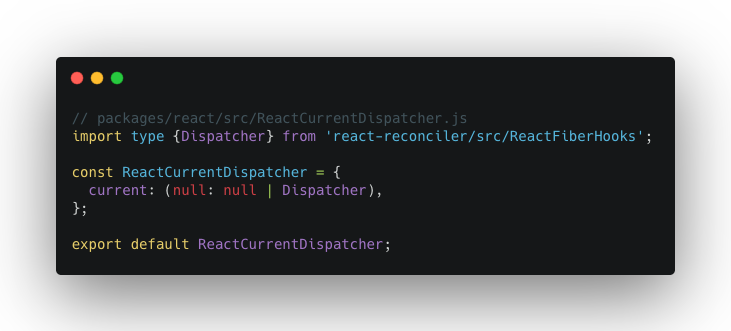 // packages/react/src/ReactCurrentDispatcher.js
import type {Dispatcher} from 'react-reconciler/src/ReactFiberHooks';
const ReactCurrentDispatcher = {
  current: (null: null | Dispatcher),
};
export default ReactCurrentDispatcher;